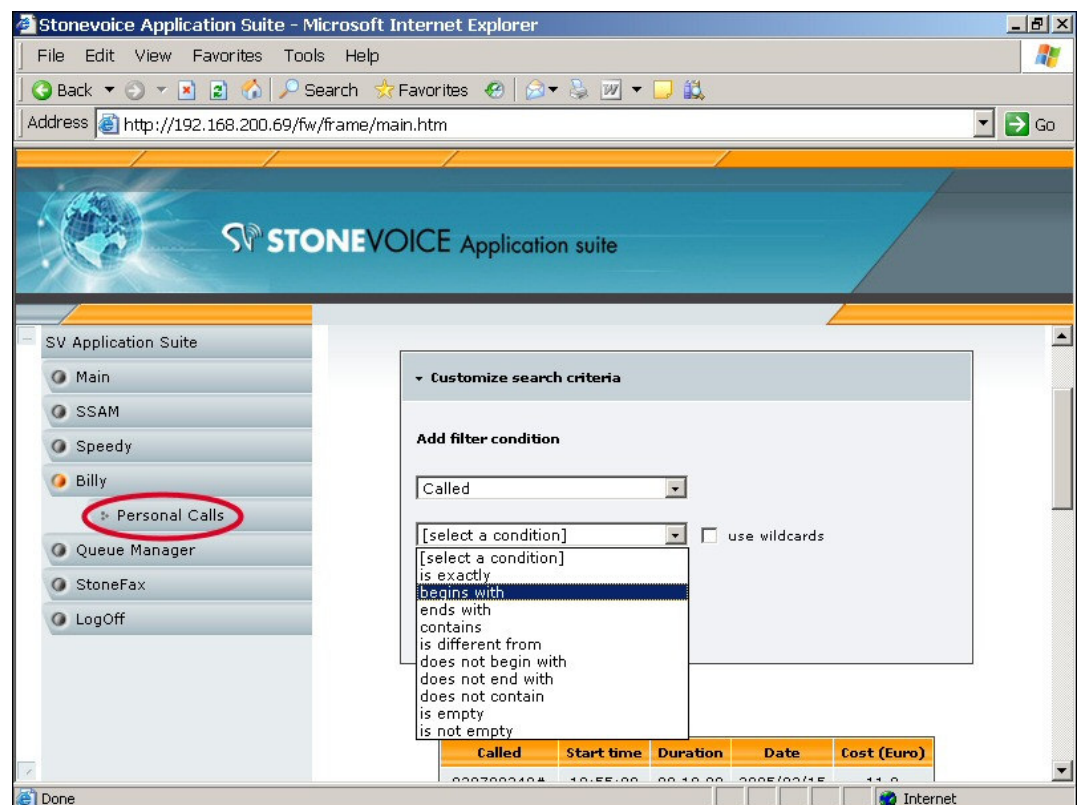 Stonevoice Application Suite - Microsoft Internet Explorer
File Edit View Favorites Tools Help
Back Search Favorites
Address http://192.168.200.69/fw/frame/main.htm Go
STONEVOICE Application suite
SV Application Suite
Main
SSAM
Speedy
Billy
Personal Calls
Queue Manager
StoneFax
LogOff
Customize search criteria
Add filter condition
Called
[select a condition] use wildcards
[select a condition]
is exactly
begins with
ends with
contains
is different from
does not begin with
does not end with
does not contain
is empty
is not empty
Called Start time Duration Date Cost (Euro)
Done Internet